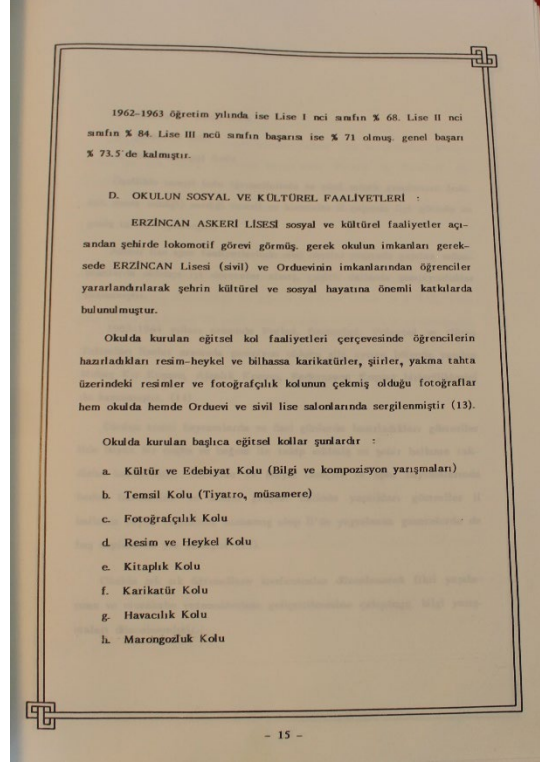 1962-1963 öğretim yılında ise Lise I nci sınıfın % 68. Lise II nci
sınıfın % 84. Lise III ncü sınıfın başarısı ise % 71 olmuş. genel başarı
% 73.5'de kalmıştır.
D. OKULUN SOSYAL VE KÜLTÜREL FAALİYETLERİ :
ERZİNCAN ASKERİ LİSESİ sosyal ve kültürel faaliyetler açı-
sından şehirde lokomotif görevi görmüş. gerek okulun imkanları gerek-
sede ERZİNCAN Lisesi (sivil) ve Orduevinin imkanlarından öğrenciler
yararlandırılarak şehrin kültürel ve sosyal hayatına önemli katkılarda
bulunulmuştur.
Okulda kurulan eğitsel kol faaliyetleri çerçevesinde öğrencilerin
hazırladıkları resim-heykel ve bilhassa karikatürler, şiirler, yakma tahta
üzerindeki resimler ve fotoğrafçılık kolunun çekmiş olduğu fotoğraflar
hem okulda hemde Orduevi ve sivil lise salonlarında sergilenmiştir (13).
Okulda kurulan başlıca eğitsel kollar şunlardır :
a. Kültür ve Edebiyat Kolu (Bilgi ve kompozisyon yarışmaları)
b. Temsil Kolu (Tiyatro, müsamere)
c. Fotoğrafçılık Kolu
d. Resim ve Heykel Kolu
e. Kitaplık Kolu
f. Karikatür Kolu
g. Havacılık Kolu
h. Marongozluk Kolu
- 15 -